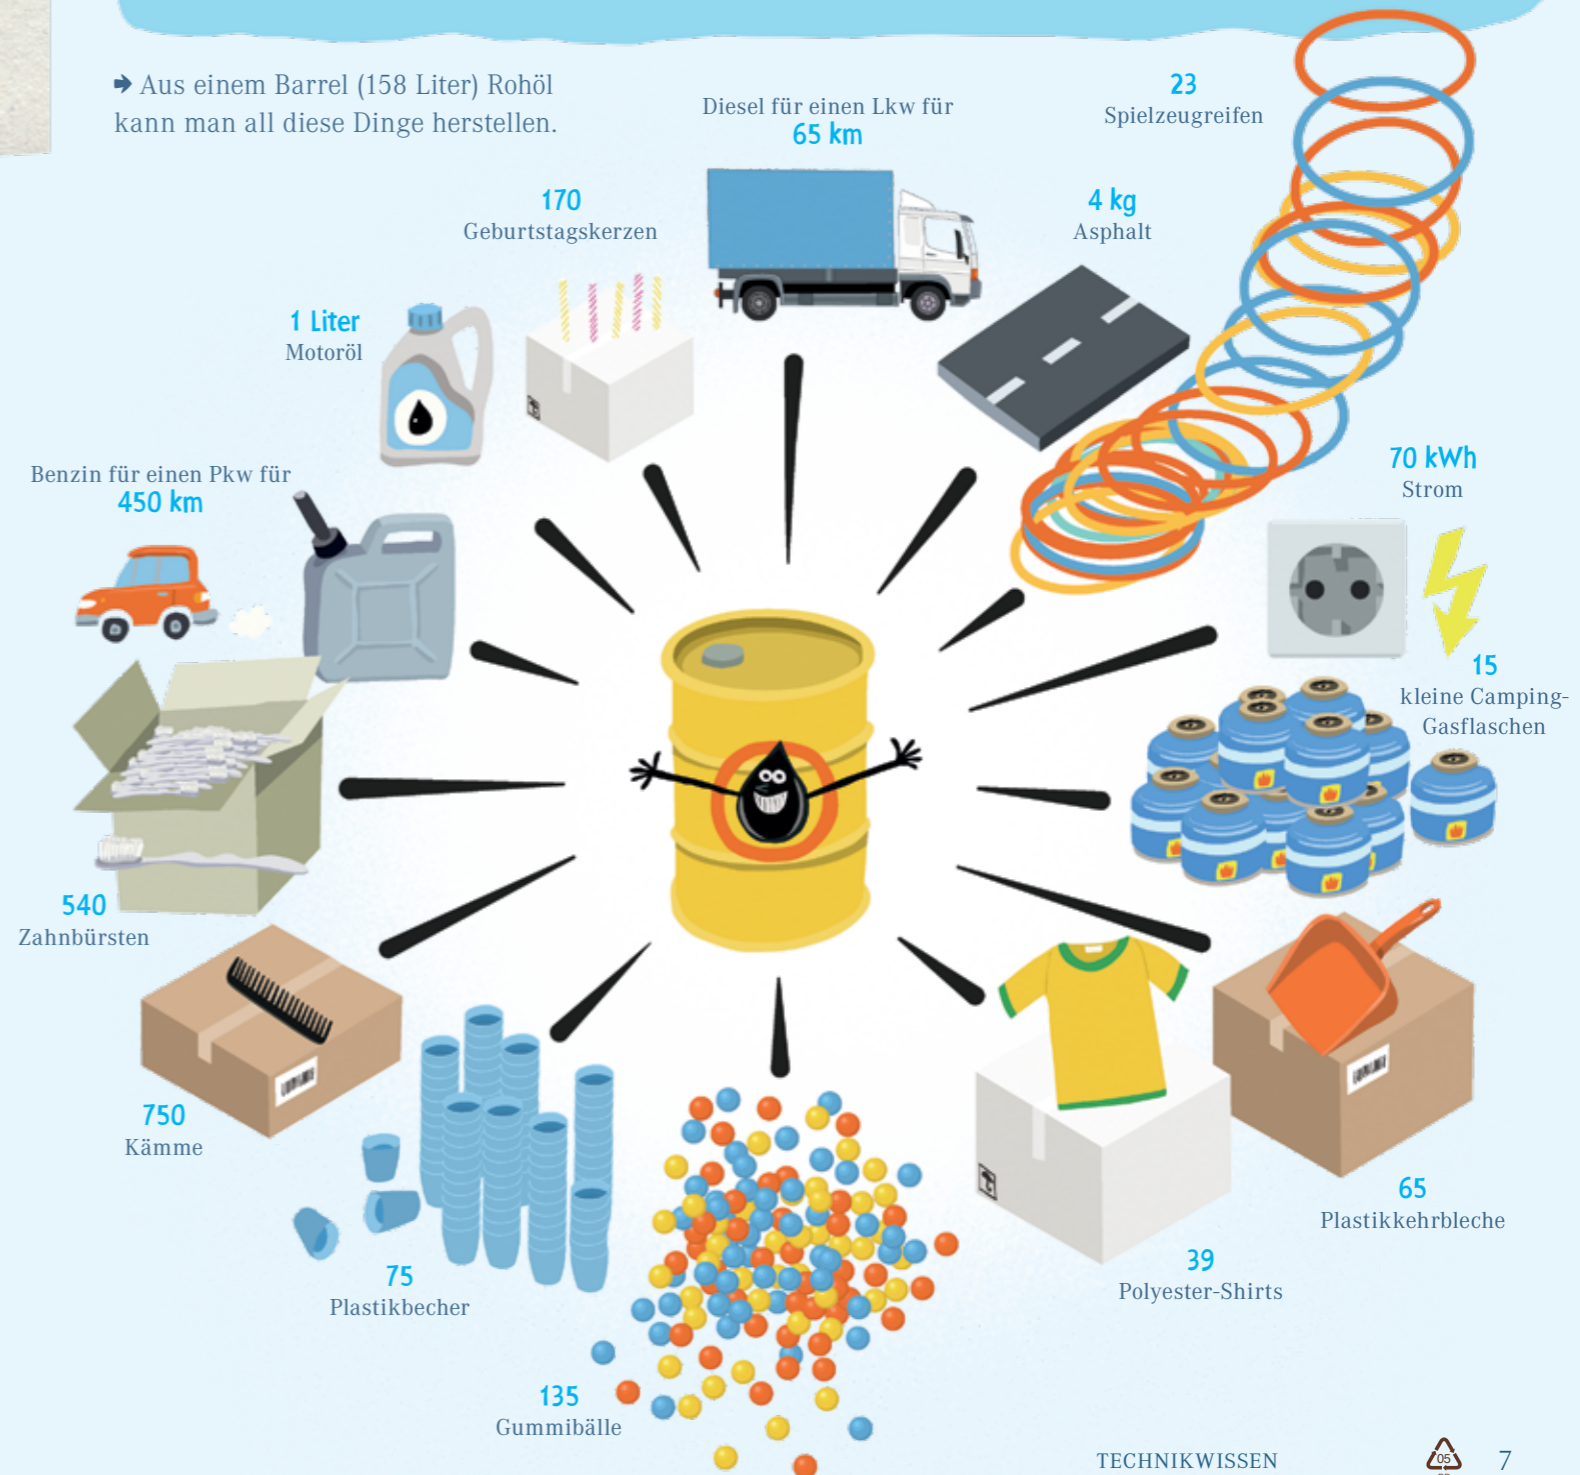 ➜ Aus einem Barrel (158 Liter) Rohöl
kann man all diese Dinge herstellen.
Diesel für einen Lkw für
65 km
23
Spielzeugreifen
170
Geburtstagskerzen
4 kg
Asphalt
1 Liter
Motoröl
Benzin für einen Pkw für
450 km
70 kWh
Strom
15
kleine Camping-
Gasflaschen
540
Zahnbürsten
750
Kämme
75
Plastikbecher
65
Plastikkehrbleche
39
Polyester-Shirts
135
Gummibälle
TECHNIKWISSEN
05
7